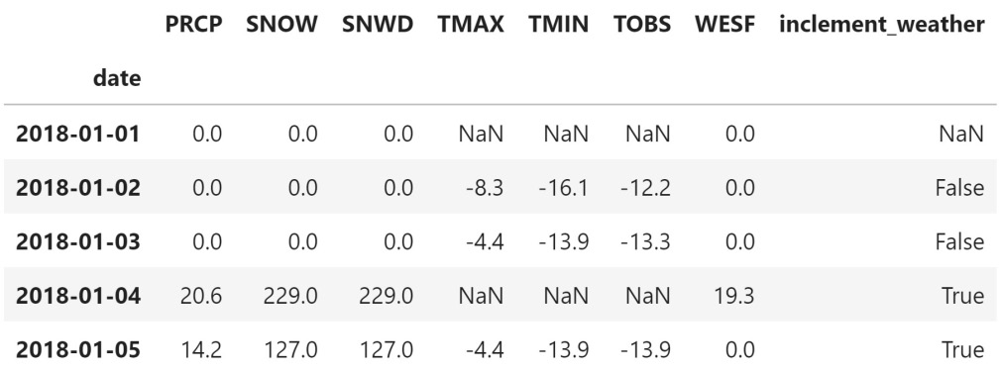 PRCP SNOW SNWD TMAX TMIN TOBS WESF inclement_weather
date
2018-01-01 0.0 0.0 0.0 NaN NaN NaN 0.0 NaN
2018-01-02 0.0 0.0 0.0 -8.3 -16.1 -12.2 0.0 False
2018-01-03 0.0 0.0 0.0 -4.4 -13.9 -13.3 0.0 False
2018-01-04 20.6 229.0 229.0 NaN NaN NaN 19.3 True
2018-01-05 14.2 127.0 127.0 -4.4 -13.9 -13.9 0.0 True